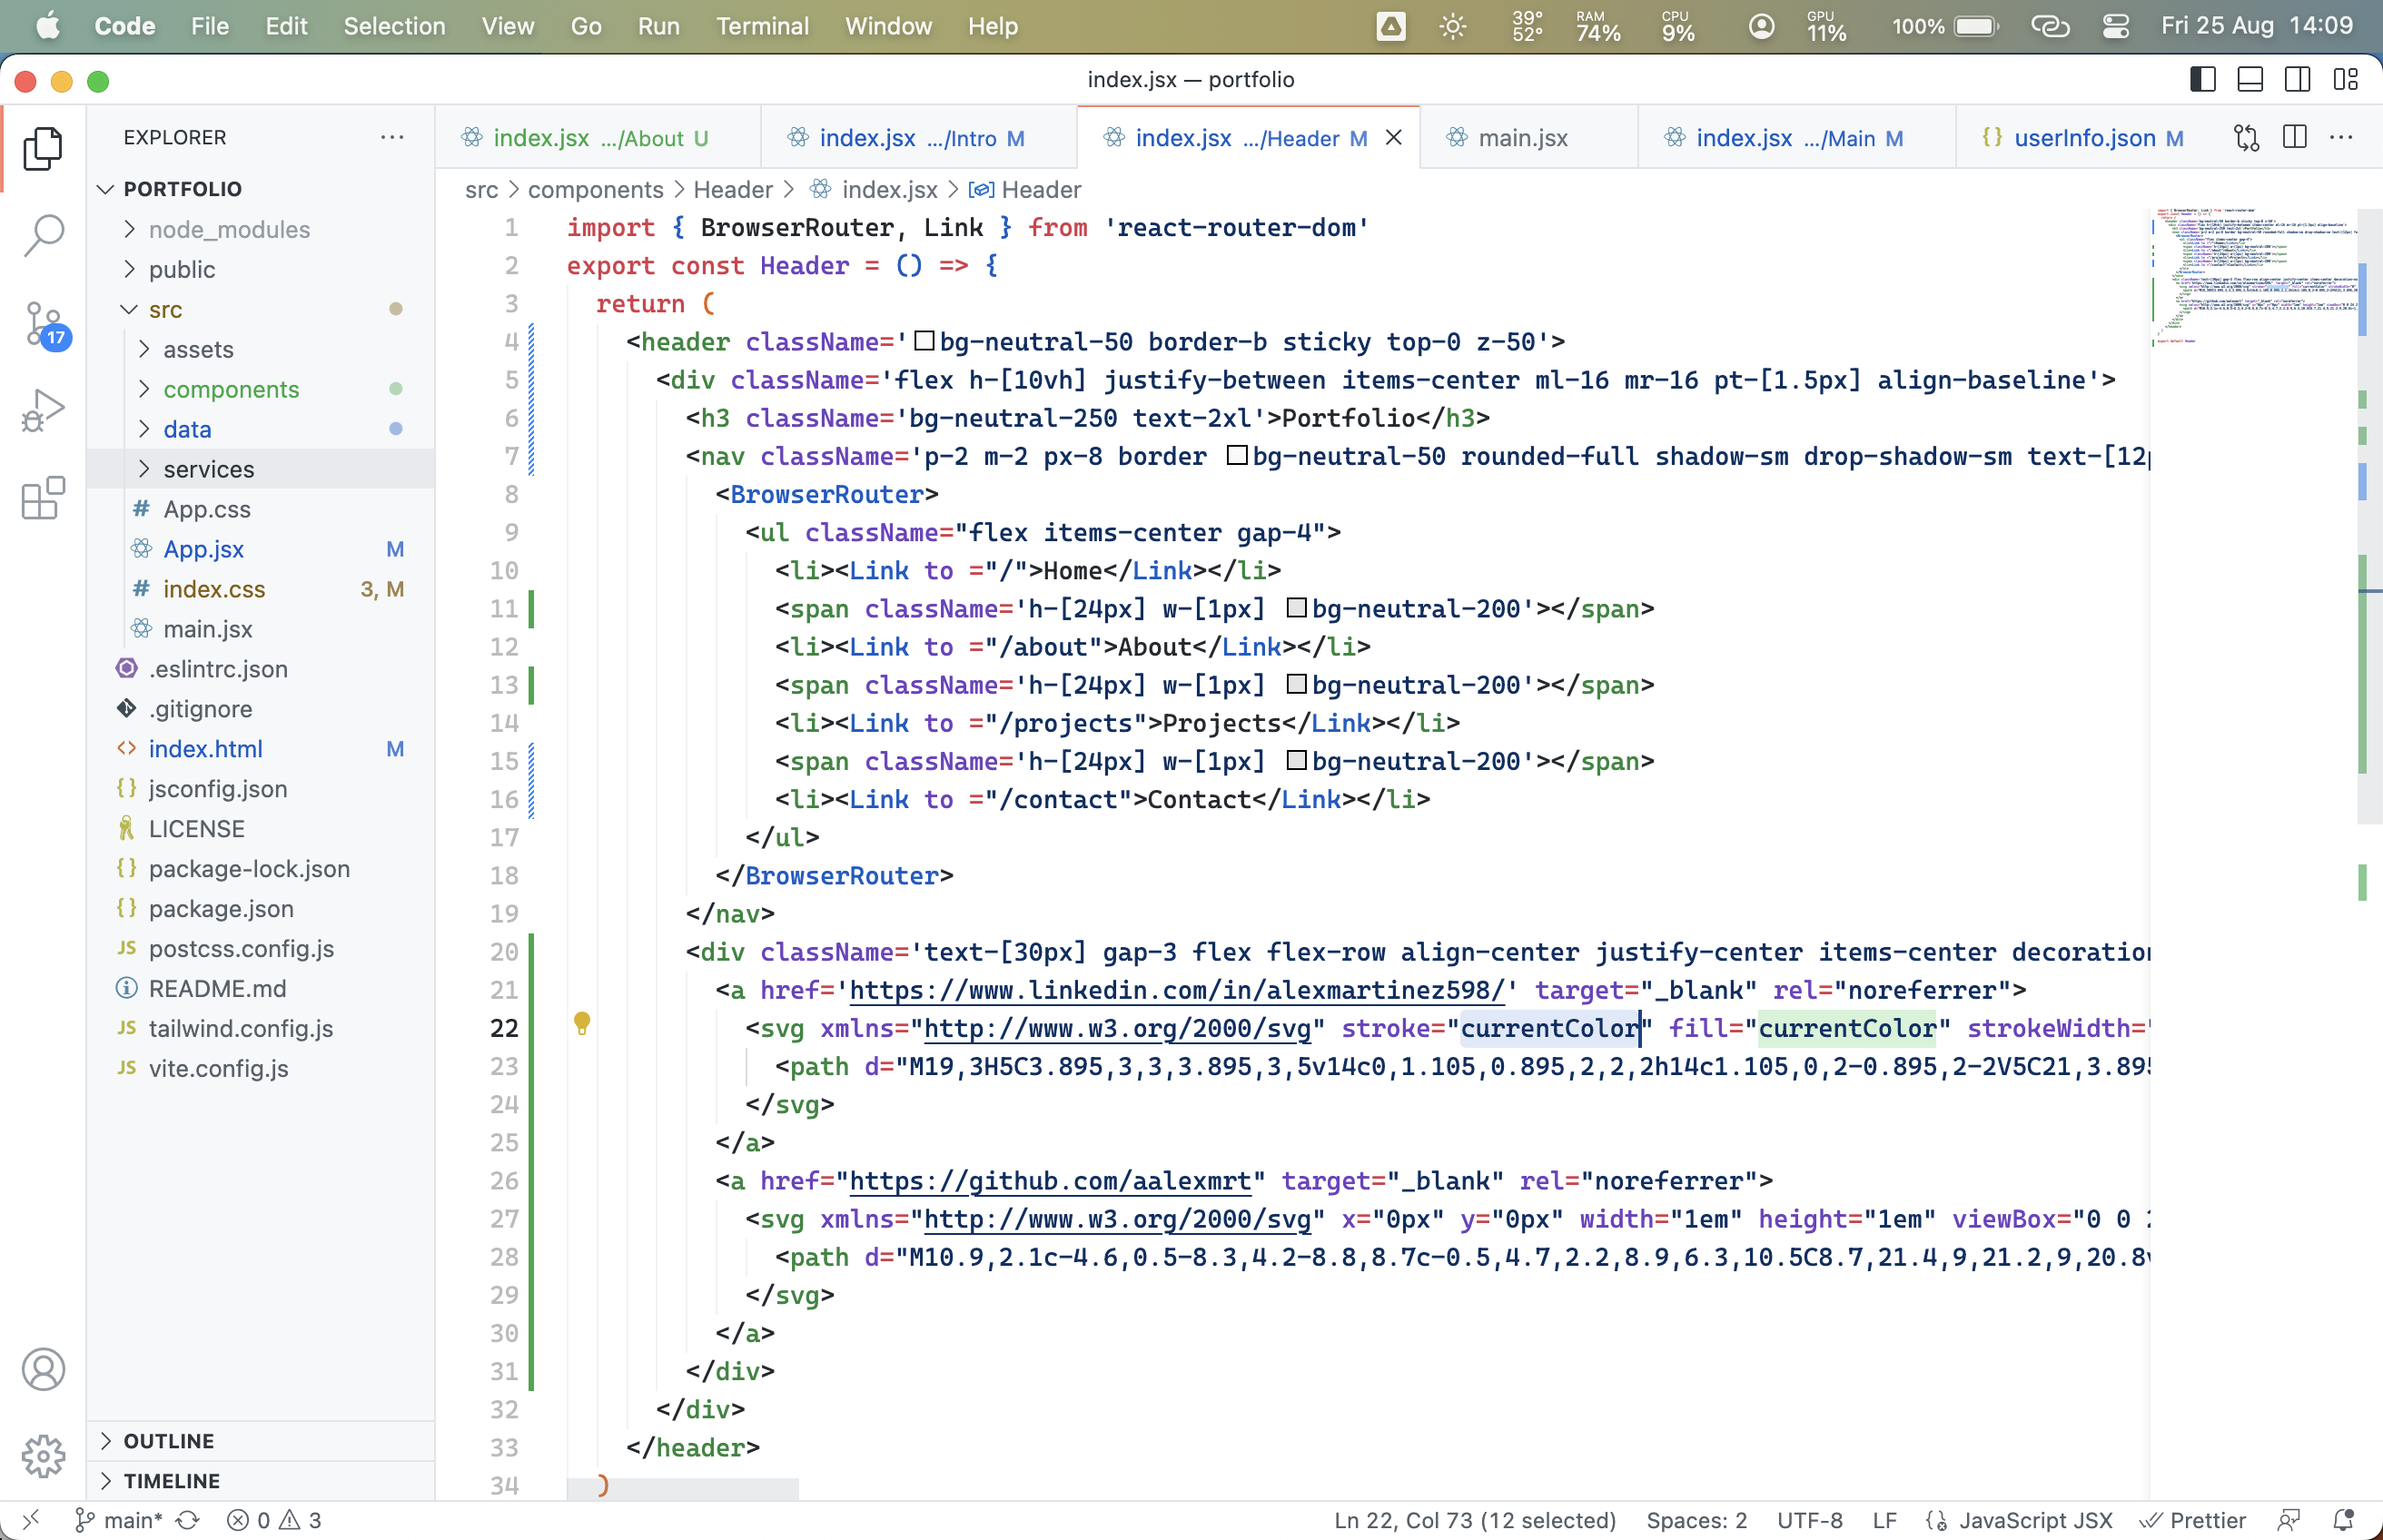 Code File Edit Selection View Go Run Terminal Window Help 39° 52° RAM 74% CPU 9% GPU 11% 100% Fri 25 Aug 14:09
index.jsx — portfolio
EXPLORER
PORTFOLIO
node_modules
public
src
assets
components
data
services
App.css
App.jsx M
index.css 3, M
main.jsx
.eslintrc.json
.gitignore
index.html M
jsconfig.json
LICENSE
package-lock.json
package.json
postcss.config.js
README.md
tailwind.config.js
vite.config.js
OUTLINE
TIMELINE
17
index.jsx .../About U index.jsx .../Intro M index.jsx .../Header M main.jsx index.jsx .../Main M userInfo.json M
src > components > Header > index.jsx > Header
1 import { BrowserRouter, Link } from 'react-router-dom'
2 export const Header = () => {
3 return (
4 <header className='bg-neutral-50 border-b sticky top-0 z-50'>
5 <div className='flex h-[10vh] justify-between items-center ml-16 mr-16 pt-[1.5px] align-baseline'>
6 <h3 className='bg-neutral-250 text-2xl'>Portfolio</h3>
7 <nav className='p-2 m-2 px-8 border bg-neutral-50 rounded-full shadow-sm drop-shadow-sm text-[12p
8 <BrowserRouter>
9 <ul className="flex items-center gap-4">
10 <li><Link to ="/">Home</Link></li>
11 <span className='h-[24px] w-[1px] bg-neutral-200'></span>
12 <li><Link to ="/about">About</Link></li>
13 <span className='h-[24px] w-[1px] bg-neutral-200'></span>
14 <li><Link to ="/projects">Projects</Link></li>
15 <span className='h-[24px] w-[1px] bg-neutral-200'></span>
16 <li><Link to ="/contact">Contact</Link></li>
17 </ul>
18 </BrowserRouter>
19 </nav>
20 <div className='text-[30px] gap-3 flex flex-row align-center justify-center items-center decoration
21 <a href='https://www.linkedin.com/in/alexmartinez598/' target="_blank" rel="noreferrer">
22 <svg xmlns="http://www.w3.org/2000/svg" stroke="currentColor" fill="currentColor" strokeWidth="
23 <path d="M19,3H5C3.895,3,3,3.895,3,5v14c0,1.105,0.895,2,2,2h14c1.105,0,2-0.895,2-2V5C21,3.895
24 </svg>
25 </a>
26 <a href="https://github.com/aalexmrt" target="_blank" rel="noreferrer">
27 <svg xmlns="http://www.w3.org/2000/svg" x="0px" y="0px" width="1em" height="1em" viewBox="0 0 2
28 <path d="M10.9,2.1c-4.6,0.5-8.3,4.2-8.8,8.7c-0.5,4.7,2.2,8.9,6.3,10.5C8.7,21.4,9,21.2,9,20.8v
29 </svg>
30 </a>
31 </div>
32 </div>
33 </header>
34 )
main* 0 3 Ln 22, Col 73 (12 selected) Spaces: 2 UTF-8 LF JavaScript JSX Prettier